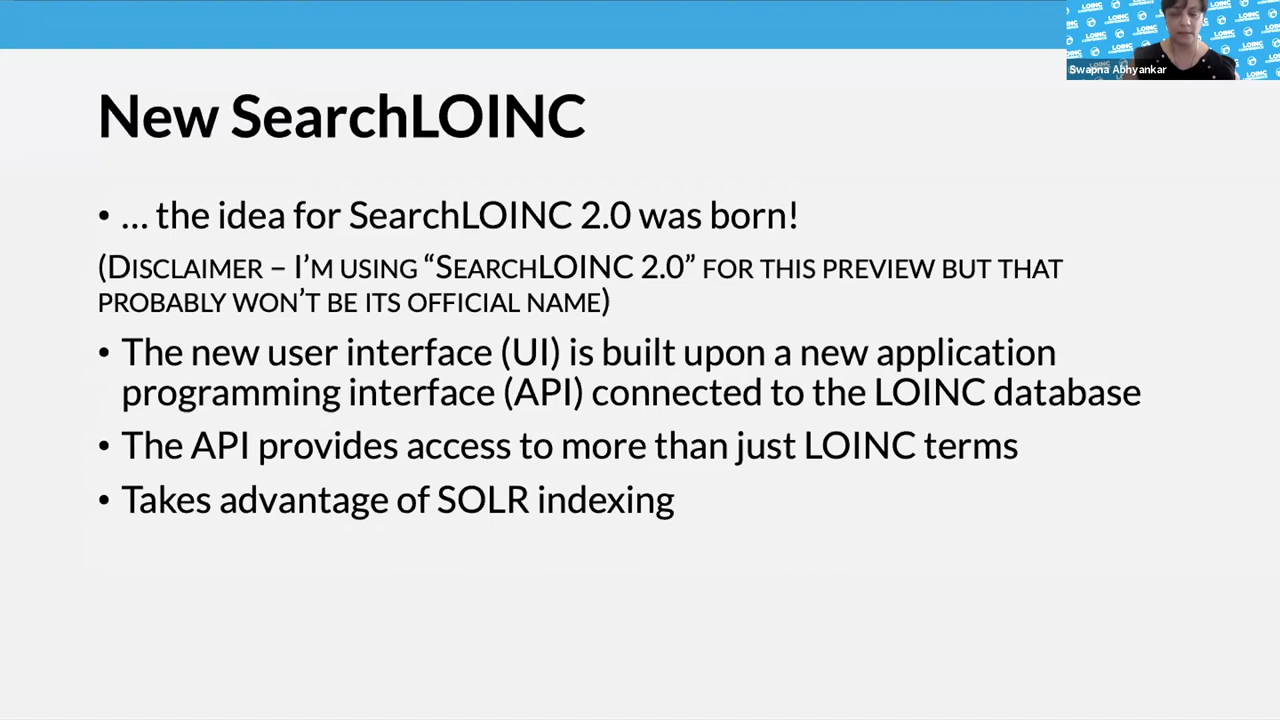 Swapna Abhyankar
New SearchLOINC
• ... the idea for SearchLOINC 2.0 was born!
(DISCLAIMER – I'M USING “SEARCHLOINC 2.0” FOR THIS PREVIEW BUT THAT
PROBABLY WON'T BE ITS OFFICIAL NAME)
• The new user interface (UI) is built upon a new application
programming interface (API) connected to the LOINC database
• The API provides access to more than just LOINC terms
• Takes advantage of SOLR indexing